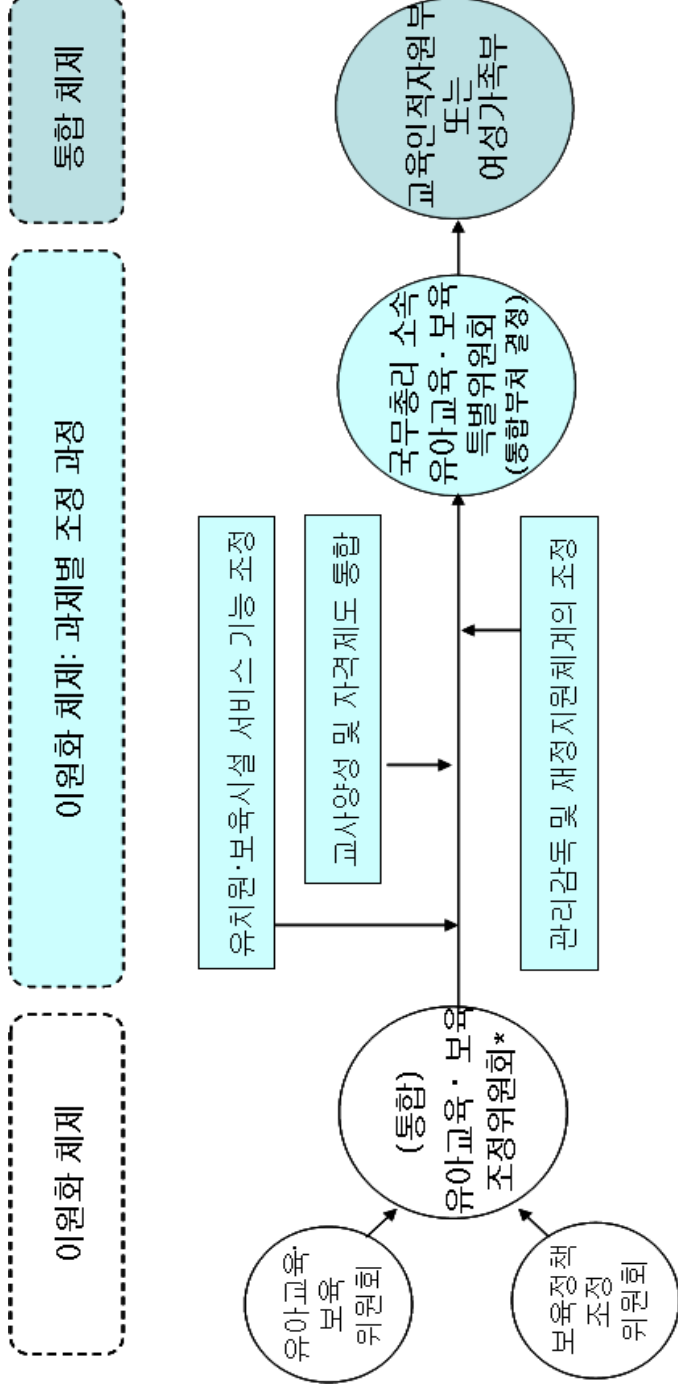 이원화 체제
이원화 체제: 과제별 조정 과정
통합 체제
유아교육·
보육
위원회
보육정책
조정
위원회
(통합)
유아교육· 보육
조정위원회*
유치원·보육시설 서비스 기능 조정
교사양성 및 자격제도 통합
관리감독 및 재정지원체계의 조정
국무총리 소속
유아교육· 보육
특별위원회
(통합부처 결정)
교육인적자원부
또는
여성가족부